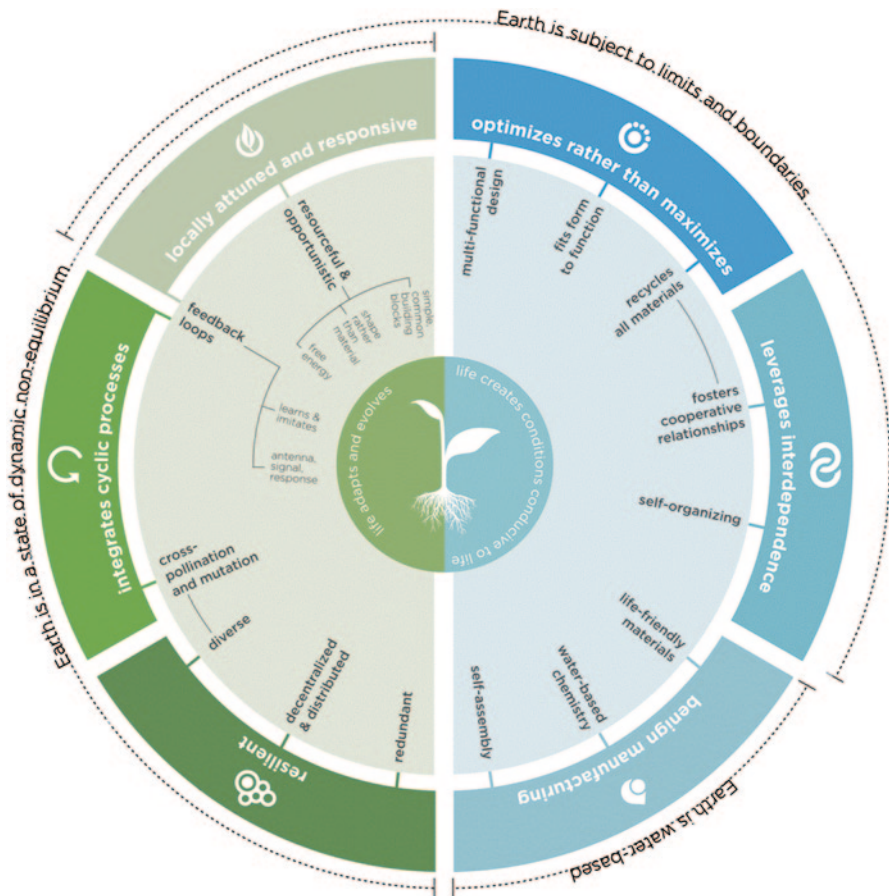 Earth is subject to limits and boundaries
optimizes rather than maximizes
multi-functional
design
fits form
to function
recycles
all materials
leverages interdependence
fosters
cooperative
relationships
self-organizing
benign manufacturing
life-friendly
materials
water-based
chemistry
self-assembly
Earth is water-based
life creates conditions conducive to life
life adapts and evolves
resilient
redundant
decentralized
& distributed
diverse
cross-
pollination
and mutation
integrates cyclic processes
feedback
loops
learns &
imitates
antenna,
signal,
response
locally attuned and responsive
resourceful &
opportunistic
free
energy
shape
rather
than
material
simple,
common
building
blocks
Earth is in a state of dynamic non-equilibrium